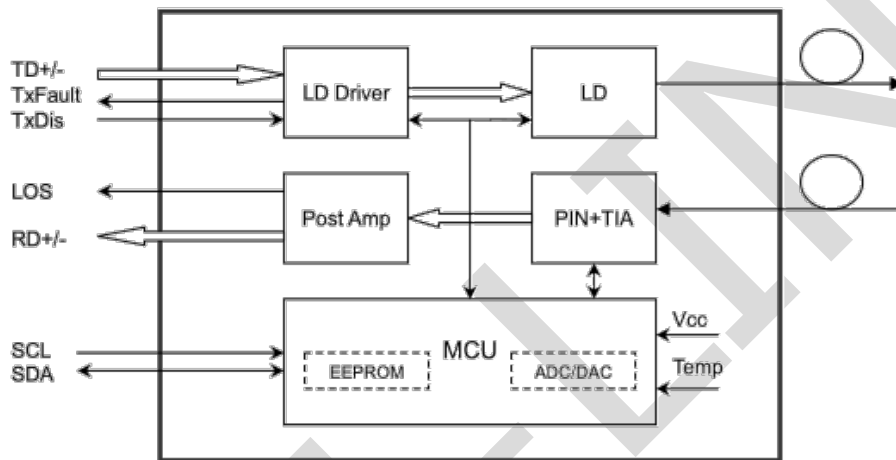 TD+/-
TxFault
TxDis
LD Driver
LD
LOS
RD+/-
Post Amp
PIN+TIA
SCL
SDA
MCU
EEPROM
ADC/DAC
Vcc
Temp